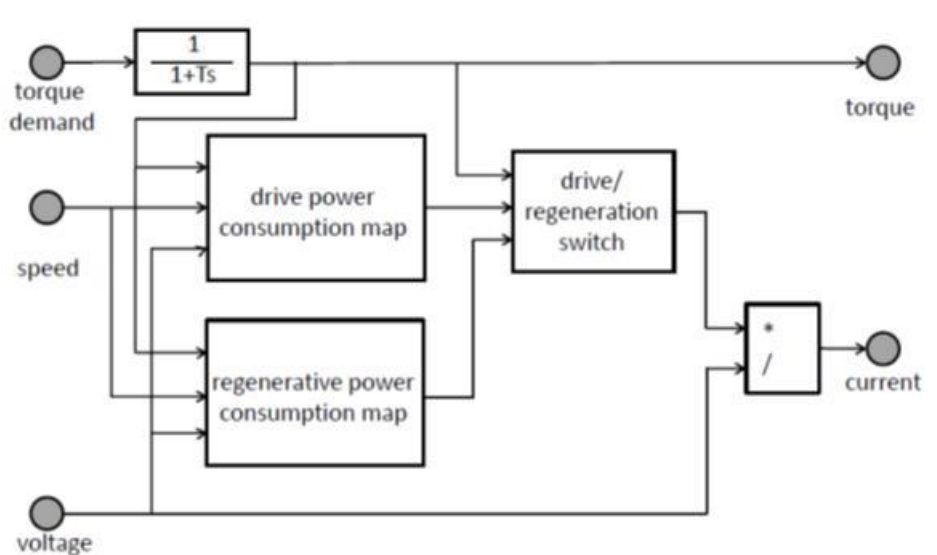 1
1+Ts
torque
demand
torque
drive power
consumption map
drive/
regeneration
switch
speed
regenerative power
consumption map
*
/
current
voltage